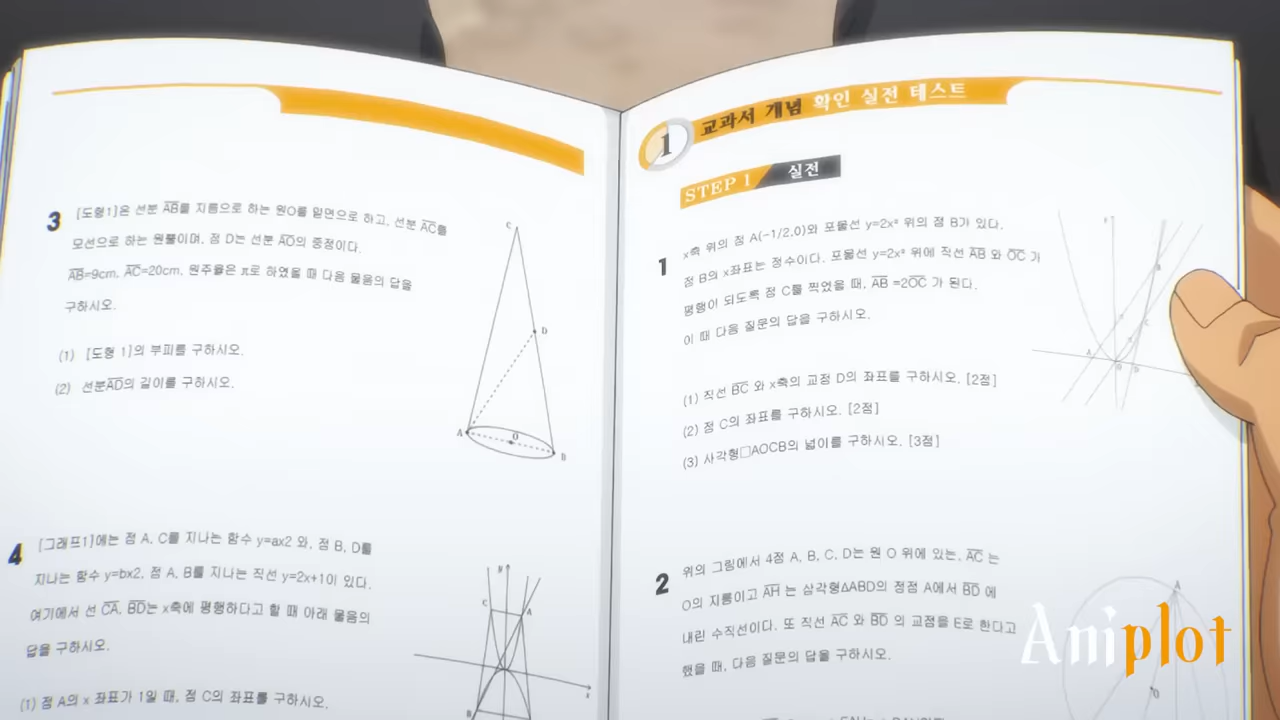 3 [도형1]은 선분 AB를 지름으로 하는 원O를 밑면으로 하고, 선분 AC를
모선으로 하는 원뿔이며, 점 D는 선분 AO의 중점이다.
AB=9cm, AC=20cm, 원주율은 π로 하였을 때 다음 물음의 답을
구하시오.
(1) [도형 1]의 부피를 구하시오.
(2) 선분AD의 길이를 구하시오.
C
D
A
O
B
4 [그래프1]에는 점 A, C를 지나는 함수 y=ax2 와, 점 B, D를
지나는 함수 y=bx2, 점 A, B를 지나는 직선 y=2x+1이 있다.
여기에서 선 CA, BD는 x축에 평행하다고 할 때 아래 물음의
답을 구하시오.
(1) 점 A의 x 좌표가 1일 때, 점 C의 좌표를 구하시오.
y
C
A
x
B
1 교과서 개념 확인 실전 테스트
STEP 1 실전
1 x축 위의 점 A(-1/2,0)와 포물선 y=2x² 위의 점 B가 있다.
점 B의 x좌표는 정수이다. 포물선 y=2x² 위에 직선 AB 와 OC 가
평행이 되도록 점 C를 찍었을 때, AB =2OC 가 된다.
이 때 다음 질문의 답을 구하시오.
(1) 직선 BC 와 x축의 교정 D의 좌표를 구하시오. [2점]
(2) 점 C의 좌표를 구하시오. [2점]
(3) 사각형□AOCB의 넓이를 구하시오. [3점]
2 위의 그림에서 4점 A, B, C, D는 원 O 위에 있는, AC 는
O의 지름이고 AH 는 삼각형ΔABD의 정점 A에서 BD 에
내린 수직선이다. 또 직선 AC 와 BD 의 교점을 E로 한다고
했을 때, 다음 질문의 답을 구하시오.
A
O
Aniplot